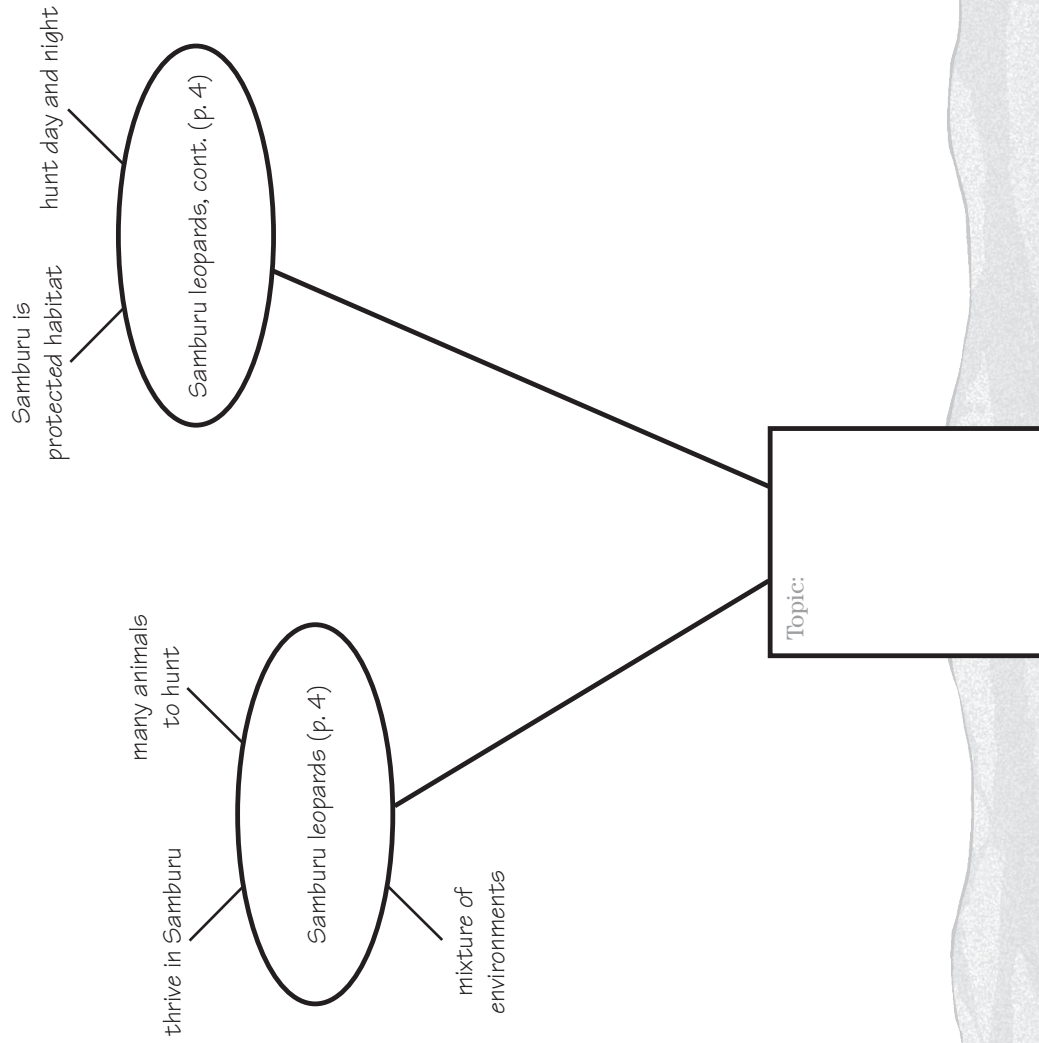 thrive in Samburu
many animals
to hunt
Samburu leopards (p. 4)
mixture of
environments
Samburu is
protected habitat
hunt day and night
Samburu leopards, cont. (p. 4)
Topic: